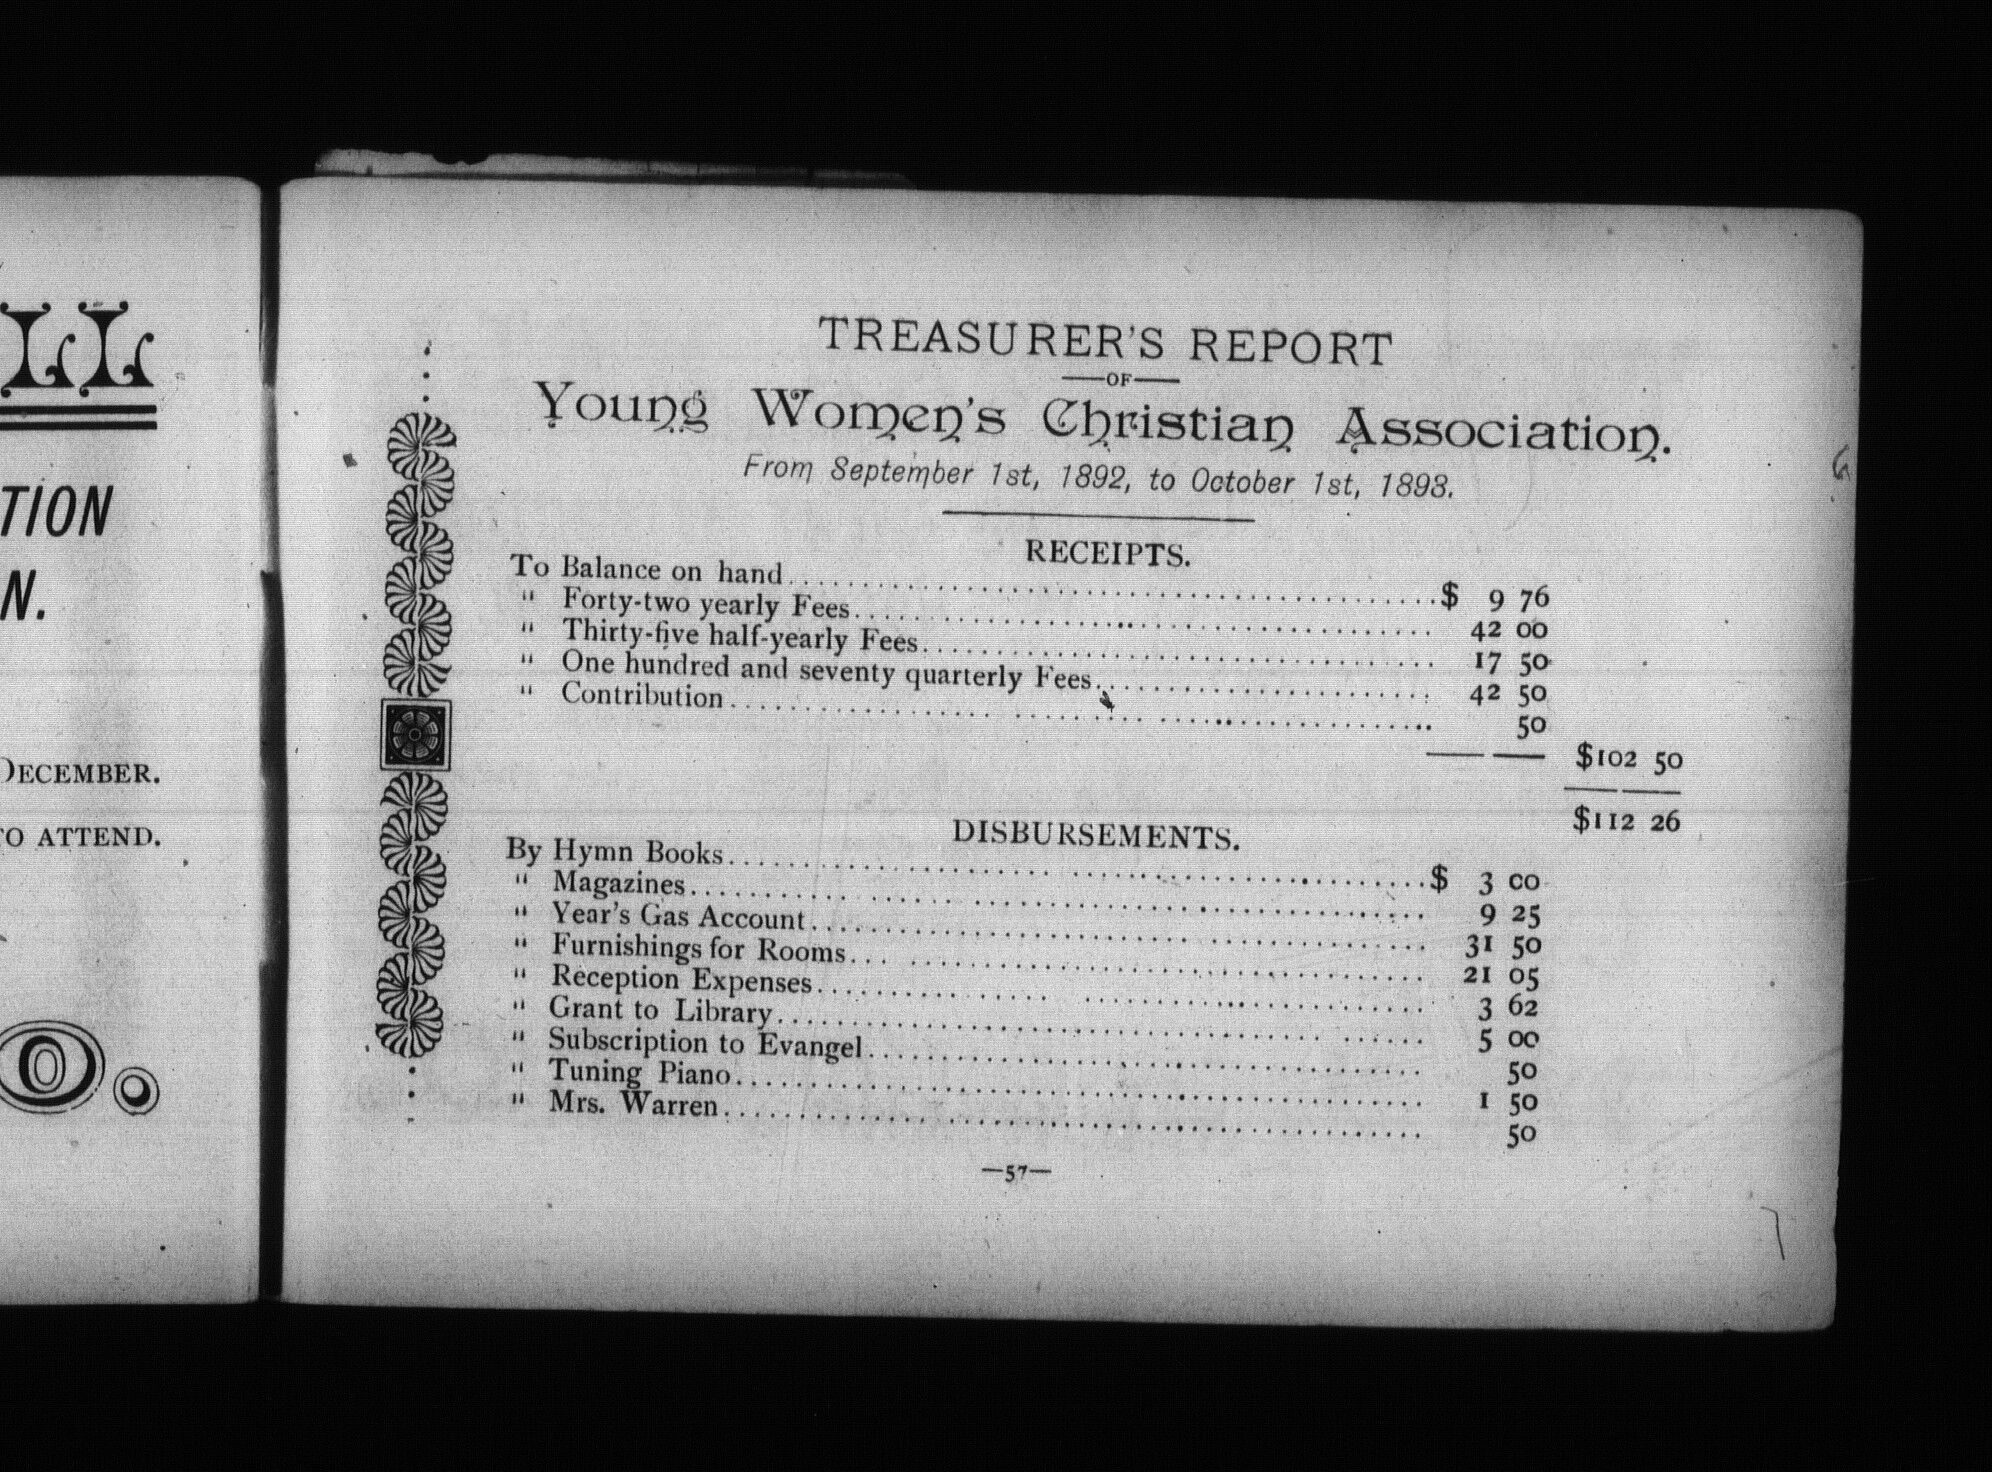 LL
TION
N.
DECEMBER.
TO ATTEND.
O.
TREASURER'S REPORT
—OF—
Young Women's Christian Association.
From September 1st, 1892, to October 1st, 1893.
RECEIPTS.
To Balance on hand $ 9 76
" Forty-two yearly Fees 42 00
" Thirty-five half-yearly Fees 17 50
" One hundred and seventy quarterly Fees 42 50
" Contribution 50
$102 50
$112 26
DISBURSEMENTS.
By Hymn Books $ 3 00
" Magazines 9 25
" Year's Gas Account 31 50
" Furnishings for Rooms 21 05
" Reception Expenses 3 62
" Grant to Library 5 00
" Subscription to Evangel 50
" Tuning Piano 1 50
" Mrs. Warren 50
—57—